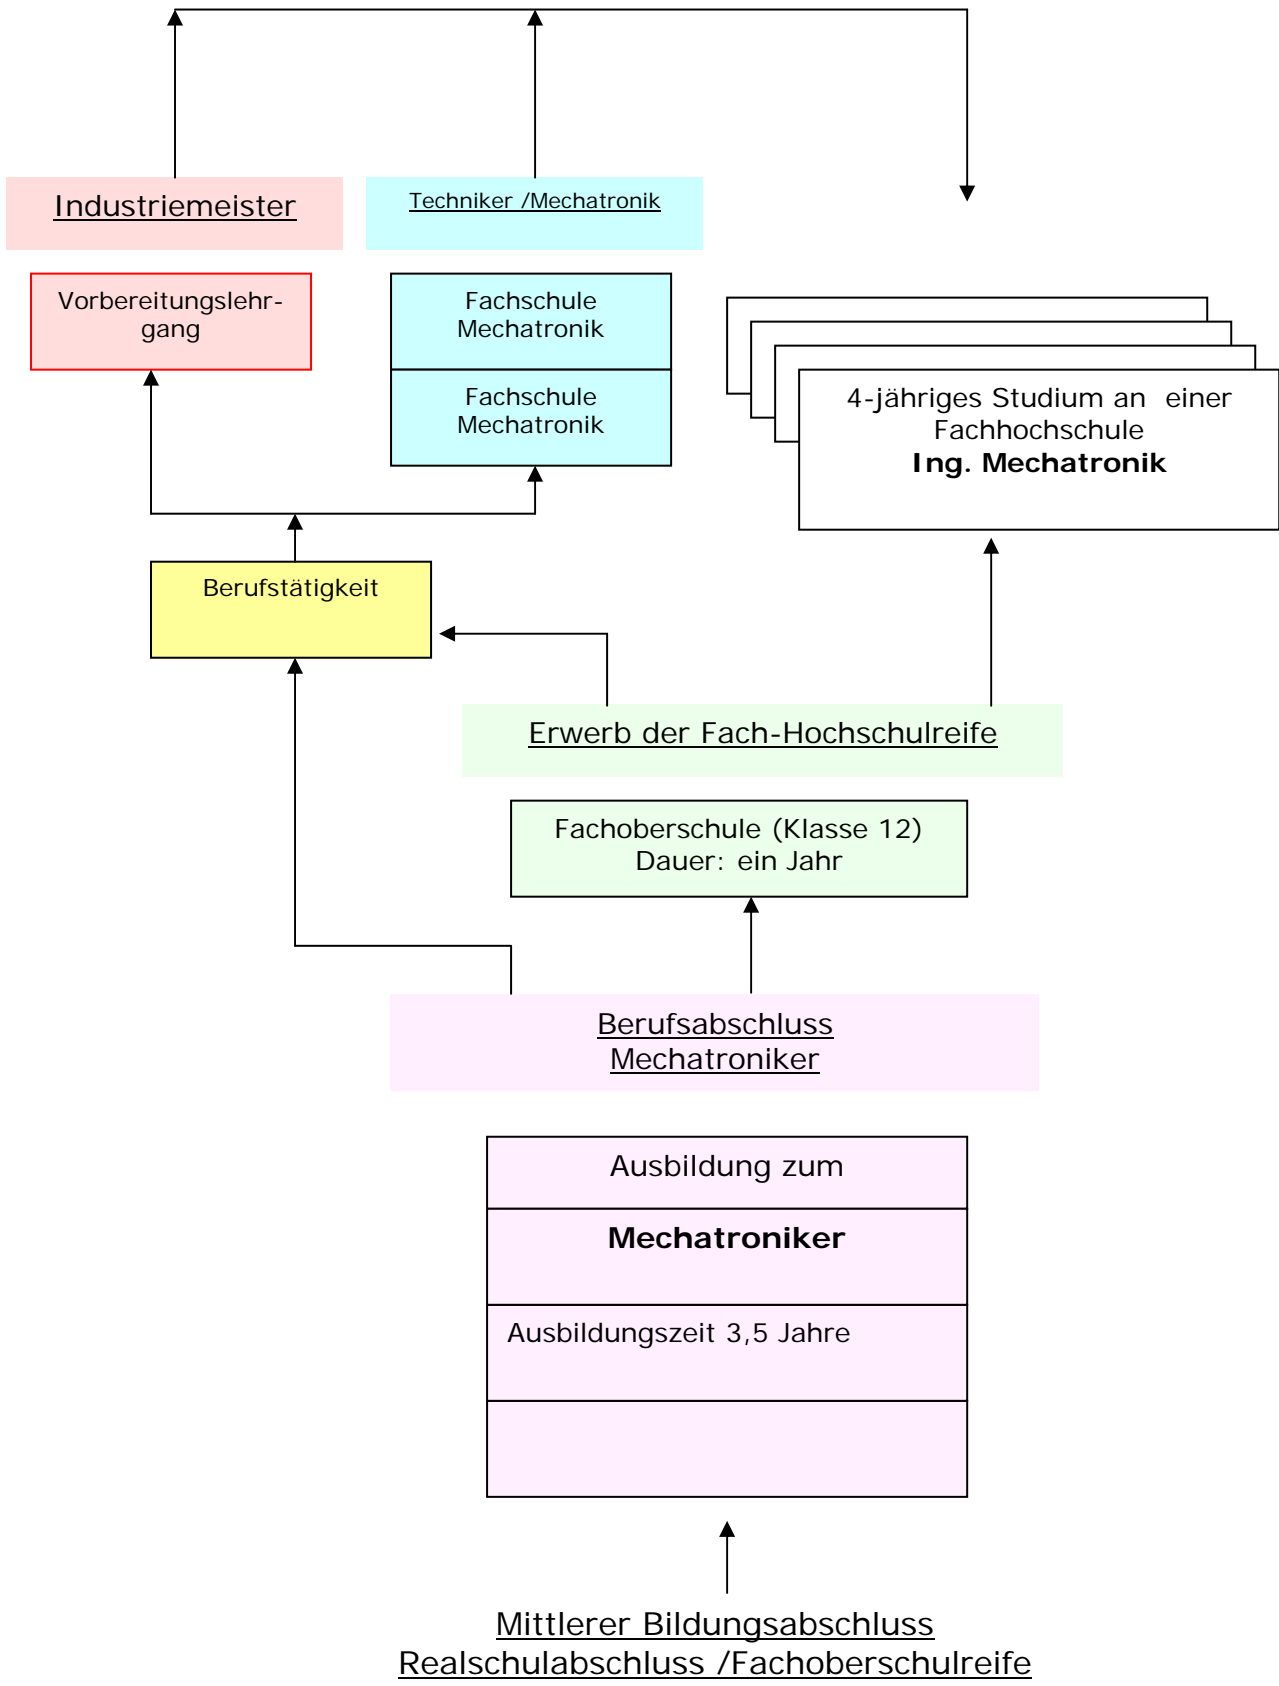 Industriemeister
Techniker /Mechatronik
Vorbereitungslehr-
gang
Fachschule
Mechatronik
Fachschule
Mechatronik
4-jähriges Studium an  einer
Fachhochschule
Ing. Mechatronik
Berufstätigkeit
Erwerb der Fach-Hochschulreife
Fachoberschule (Klasse 12)
Dauer: ein Jahr
Berufsabschluss
Mechatroniker
Ausbildung zum
Mechatroniker
Ausbildungszeit 3,5 Jahre
Mittlerer Bildungsabschluss
Realschulabschluss /Fachoberschulreife